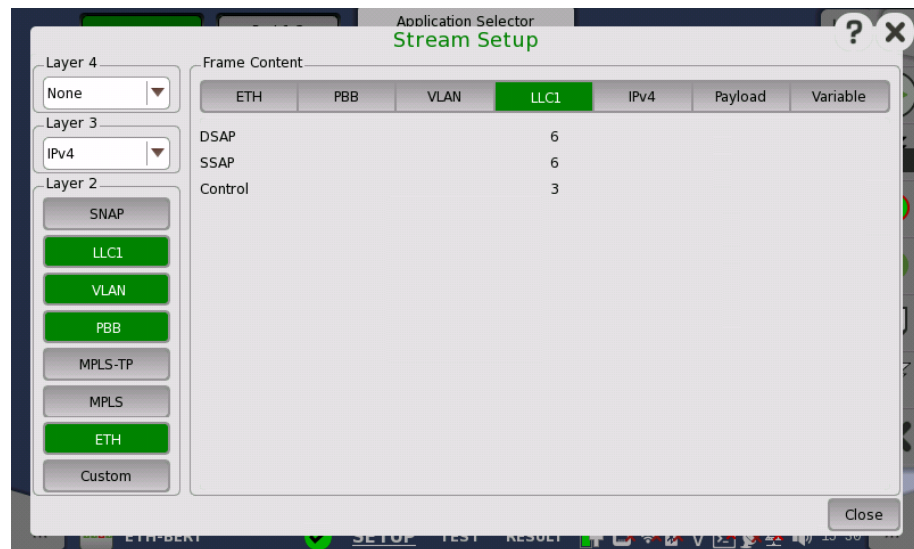 Application Selector
Stream Setup
? X
Layer 4
None
Layer 3
IPv4
Layer 2
SNAP
LLC1
VLAN
PBB
MPLS-TP
MPLS
ETH
Custom
Frame Content
ETH PBB VLAN LLC1 IPv4 Payload Variable
DSAP 6
SSAP 6
Control 3
Close
ETH-BERT SETUP TEST RESULT